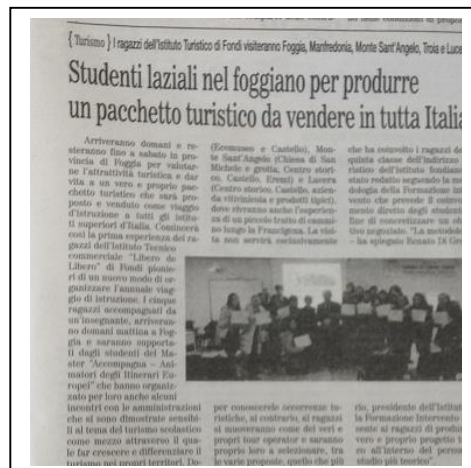 { Turismo } I ragazzi dell'Istituto Turistico di Fondi visiteranno Foggia, Manfredonia, Monte Sant'Angelo, Troia e Luce
Studenti laziali nel foggiano per produrre
un pacchetto turistico da vendere in tutta Italia
Arriveranno domani e re-
steranno fino a sabato in pro-
vincia di Foggia per valutar-
ne l'attrattività turistica e dar
vita a un vero e proprio pac-
chetto turistico che sarà pro-
posto e venduto come viaggio
d'istruzione a tutti gli istitu-
ti superiori d'Italia. Comincerà
così la prima esperienza dei ra-
gazzi dell'Istituto Tecnico
commerciale "Libero de
Libero" di Fondi pionie-
ri di un nuovo modo di or-
ganizzare l'annuale viag-
gio di istruzione. I cinque
ragazzi accompagnati da
un'insegnante, arriveran-
no domani mattina a Fog-
gia e saranno supporta-
ti dagli studenti del Ma-
ster "Accompagna – Ani-
matori degli Itinerari Eu-
ropei" che hanno organiz-
zato per loro anche alcuni
incontri con le amministrazioni
che si sono dimostrate sensibi-
li al tema del turismo scolastico
come mezzo attraverso il qua-
le far crescere e differenziare il
turismo nei propri territori. Do-
(Ecomuseo e Castello), Mon-
te Sant'Angelo (Chiesa di San
Michele e grotta, Centro stori-
co, Castello, Eremi) e Lucera
(Centro storico, Castello, azien-
da vitivinicola e prodotti tipici),
dove vivranno anche l'esperien-
za di un piccolo tratto di cammi-
no lungo la Francigena. La visi-
ta non servirà esclusivamente
per conoscerle occorrenze tu-
ristiche, al contrario, ai ragazzi
si muoveranno come dei veri e
propri tour operator e saranno
proprio loro a selezionare, tra
le varie proposte, quello che più
che ha coinvolto i ragazzi de
quinta classe dell'indirizzo
ristico dell'istituto fondian
stato redatto seguendo la me
dologia della Formazione int
vento che prevede il coinvo
mento diretto degli studenti
fine di concretizzare un ob
tivo negoziale. "La metodolo
– ha spiegato Renato Di Gre
rio, presidente dell'Istituto
la Formazione Intervento
sente ai ragazzi di produr
vero e proprio progetto
co all'interno del percor
studio più teorico".